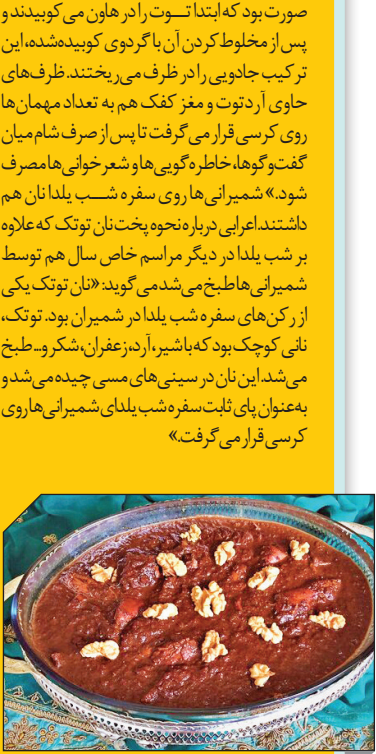 صورت بود که ابتدا تـــوت را در هاون می‌کوبیدند و
پس از مخلوط کردن آن با گردوی کوبیده‌شده، این
ترکیب جادویی را در ظرف می‌ریختند. ظرف‌های
حاوی آردتوت و مغز کفک هم به تعداد مهمان‌ها
روی کرسی قرار می‌گرفت تا پس از صرف شام میان
گفت‌وگوها، خاطره‌گویی‌ها و شعرخوانی‌ها مصرف
شود.» شمیرانی‌ها روی سفره شـــب یلدا نان هم
داشتند.اعرابی درباره نحوه پخت نان توتک که علاوه
بر شب یلدا در دیگر مراسم خاص سال هم توسط
شمیرانی‌ها طبخ می‌شد می‌گوید: «نان توتک یکی
از رکن‌های سفره شب یلدا در شمیران بود. توتک،
نانی کوچک بود که با شیر، آرد، زعفران، شکر و... طبخ
می‌شد. این نان در سینی‌های مسی چیده می‌شد و
به‌عنوان پای ثابت سفره شب یلدای شمیرانی‌ها روی
کرسی قرار می‌گرفت.»